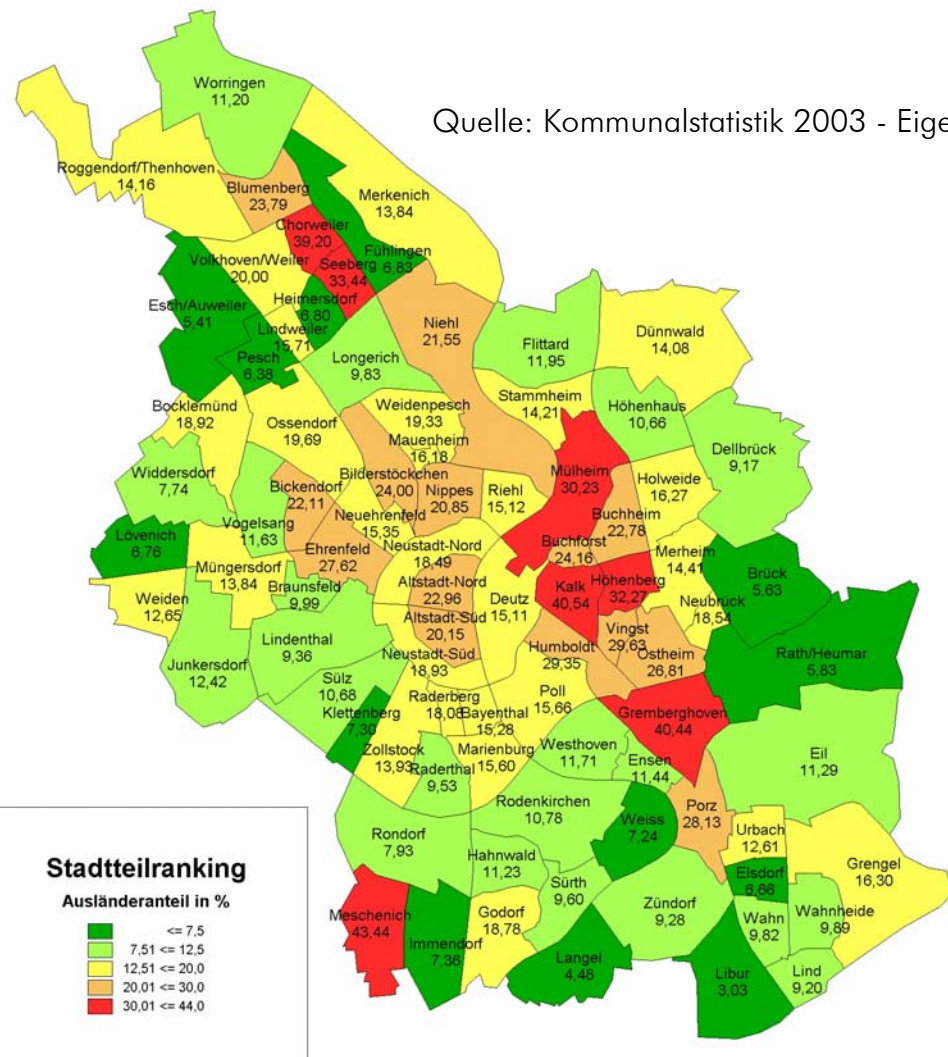 Worringen
11,20
Quelle: Kommunalstatistik 2003 - Eige
Roggendorf/Thenhoven
14,16
Blumenberg
23,79
Merkenich
13,84
Chorweiler
39,20
Fühlingen
6,83
Volkhoven/Weiler
20,00
Seeberg
33,44
Heimersdorf
6,80
Esch/Auweiler
5,41
Lindweiler
15,71
Pesch
6,38
Niehl
21,55
Longerich
9,83
Flittard
11,95
Dünnwald
14,08
Bocklemünd
18,92
Ossendorf
19,69
Weidenpesch
19,33
Mauenheim
16,18
Stammheim
14,21
Höhenhaus
10,66
Dellbrück
9,17
Widdersdorf
7,74
Bickendorf
22,11
Bilderstöckchen
24,00
Nippes
20,85
Riehl
15,12
Mülheim
30,23
Holweide
16,27
Vogelsang
11,63
Neuehrenfeld
15,35
Buchheim
22,78
Lövenich
6,76
Ehrenfeld
27,62
Neustadt-Nord
18,49
Buchforst
24,16
Merheim
14,41
Müngersdorf
13,84
Braunsfeld
9,99
Altstadt-Nord
22,96
Deutz
15,11
Kalk
40,54
Höhenberg
32,27
Brück
5,63
Weiden
12,65
Altstadt-Süd
20,15
Neubrück
18,54
Lindenthal
9,36
Neustadt-Süd
18,93
Humboldt
29,35
Vingst
29,63
Ostheim
26,81
Rath/Heumar
5,83
Junkersdorf
12,42
Sülz
10,68
Klettenberg
7,30
Raderberg
18,08
Bayenthal
15,28
Poll
15,66
Gremberghoven
40,44
Zollstock
13,93
Raderthal
9,53
Marienburg
15,60
Westhoven
11,71
Ensen
11,44
Eil
11,29
Rodenkirchen
10,78
Weiss
7,24
Porz
28,13
Urbach
12,61
Rondorf
7,93
Hahnwald
11,23
Sürth
9,60
Elsdorf
6,66
Grengel
16,30
Meschenich
43,44
Immendorf
7,36
Godorf
18,78
Zündorf
9,28
Wahn
9,82
Wahnheide
9,89
Langel
4,48
Libur
3,03
Lind
9,20
Stadtteilranking
Ausländeranteil in %
<= 7,5
7,51 <= 12,5
12,51 <= 20,0
20,01 <= 30,0
30,01 <= 44,0